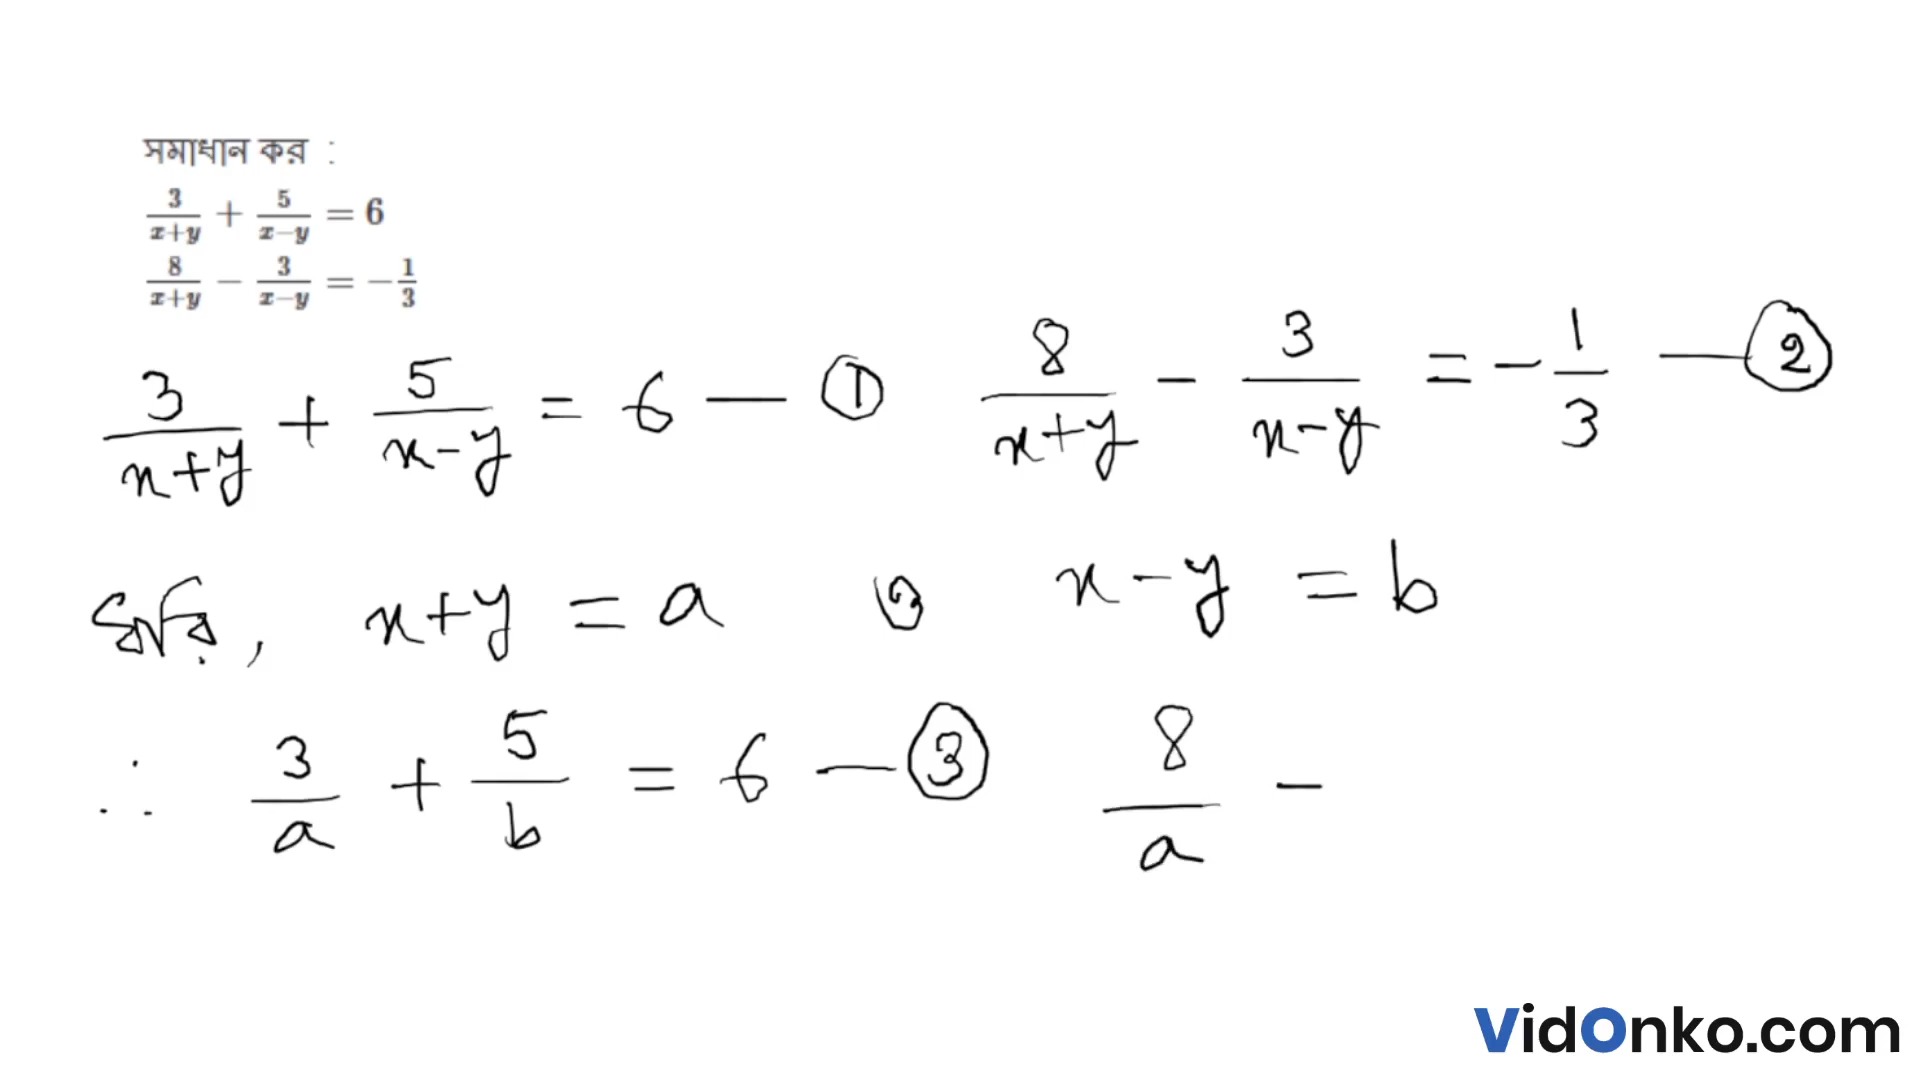 সমাধান কর :
3/(x+y) + 5/(x−y) = 6
8/(x+y) − 3/(x−y) = −1/3
3/(x+y) + 5/(x−y) = 6 — ① 8/(x+y) − 3/(x−y) = −1/3 — ②
ধরি, x+y = a ও x−y = b
∴ 3/a + 5/b = 6 — ③ 8/a −
VidOnko.com